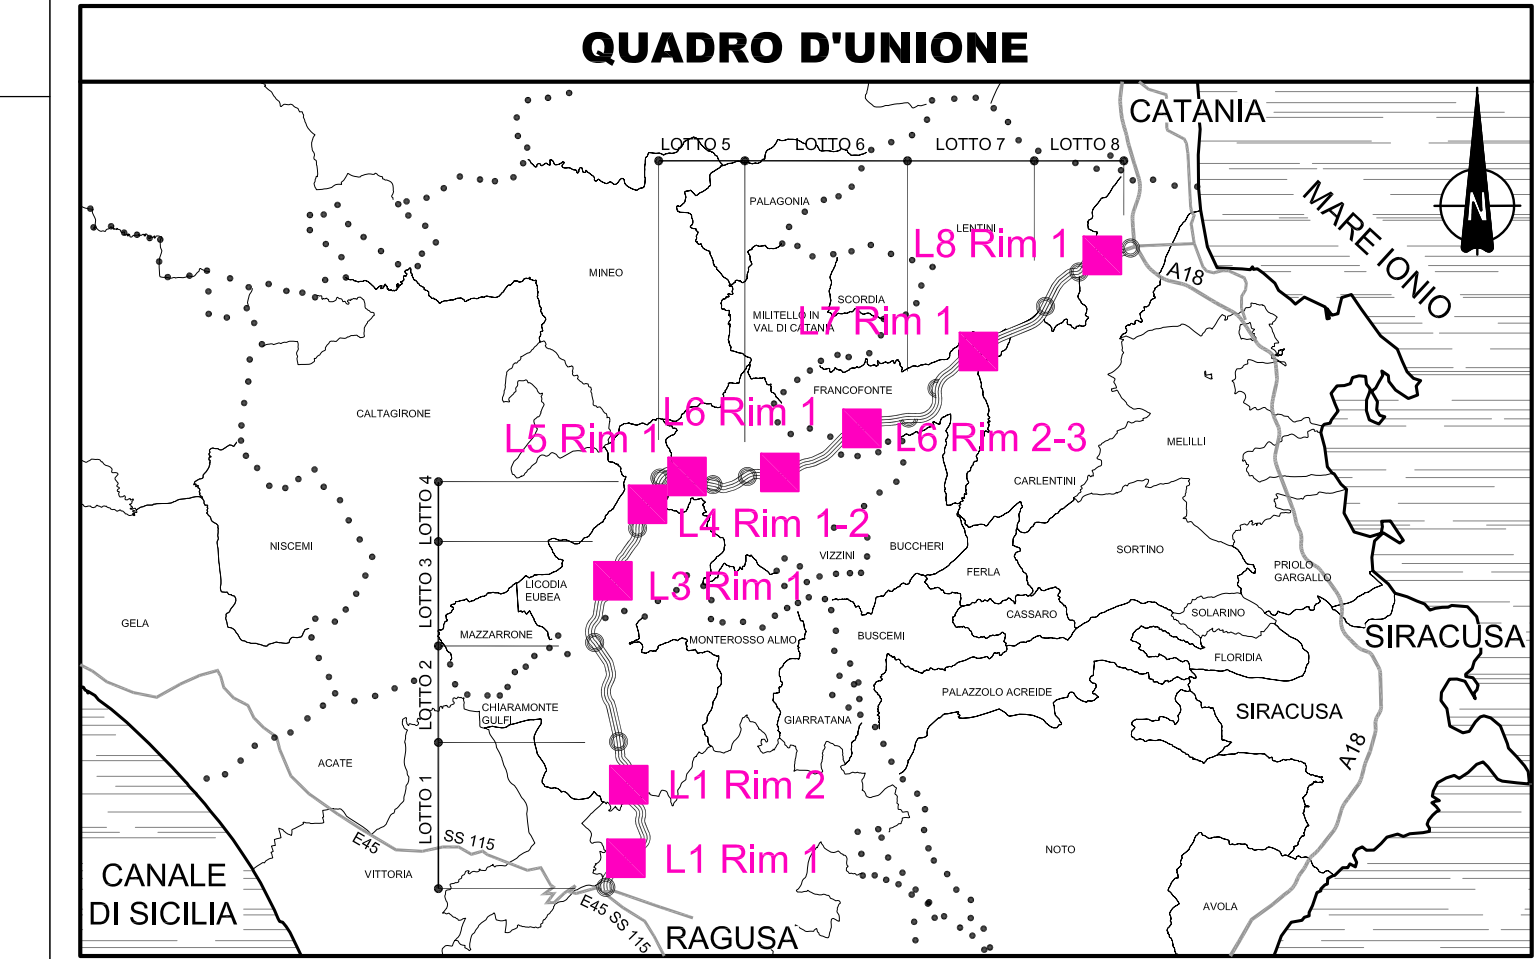 QUADRO D'UNIONE
CATANIA
LOTTO 5
LOTTO 6
LOTTO 7
LOTTO 8
MARE IONIO
N
PALAGONIA
LENTINI
L8 Rim 1
A18
MINEO
SCORDIA
MILITELLO IN
VAL DI CATANIA
L7 Rim 1
FRANCOFONTE
CALTAGIRONE
L6 Rim 1
L5 Rim 1
L6 Rim 2-3
MELILLI
CARLENTINI
LOTTO 4
L4 Rim 1-2
NISCEMI
VIZZINI
BUCCHERI
SORTINO
FERLA
PRIOLO
GARGALLO
LOTTO 3
LICODIA
EUBEA
L3 Rim 1
CASSARO
SOLARINO
GELA
MAZZARRONE
MONTEROSSO ALMO
BUSCEMI
SIRACUSA
FLORIDIA
LOTTO 2
PALAZZOLO ACREIDE
CHIARAMONTE
GULFI
GIARRATANA
SIRACUSA
A18
ACATE
L1 Rim 2
LOTTO 1
E45
SS 115
NOTO
L1 Rim 1
VITTORIA
CANALE
DI SICILIA
E45 SS 115
AVOLA
RAGUSA